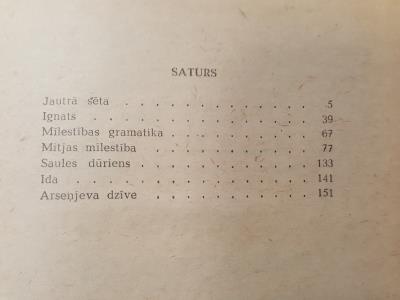 SATURS
Jautrā sēta . . . . . . . . . . . . 5
Ignats . . . . . . . . . . . . . . 39
Mīlestības gramatika . . . . . . . . . 67
Mitjas mīlestība . . . . . . . . . . 77
Saules dūriens . . . . . . . . . . . 133
Ida . . . . . . . . . . . . . . . 141
Arseņjeva dzīve . . . . . . . . . . 151